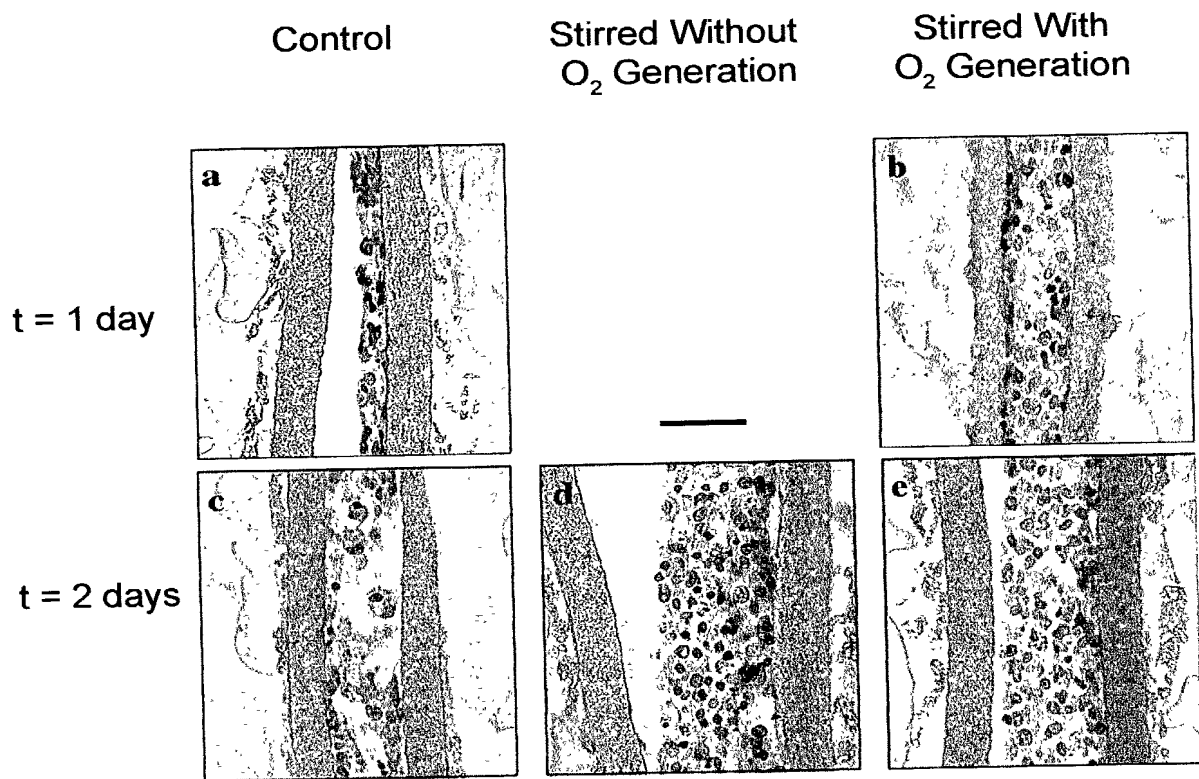 Control
Stirred Without
O₂ Generation
Stirred With
O₂ Generation
a
b
t = 1 day
c
d
e
t = 2 days